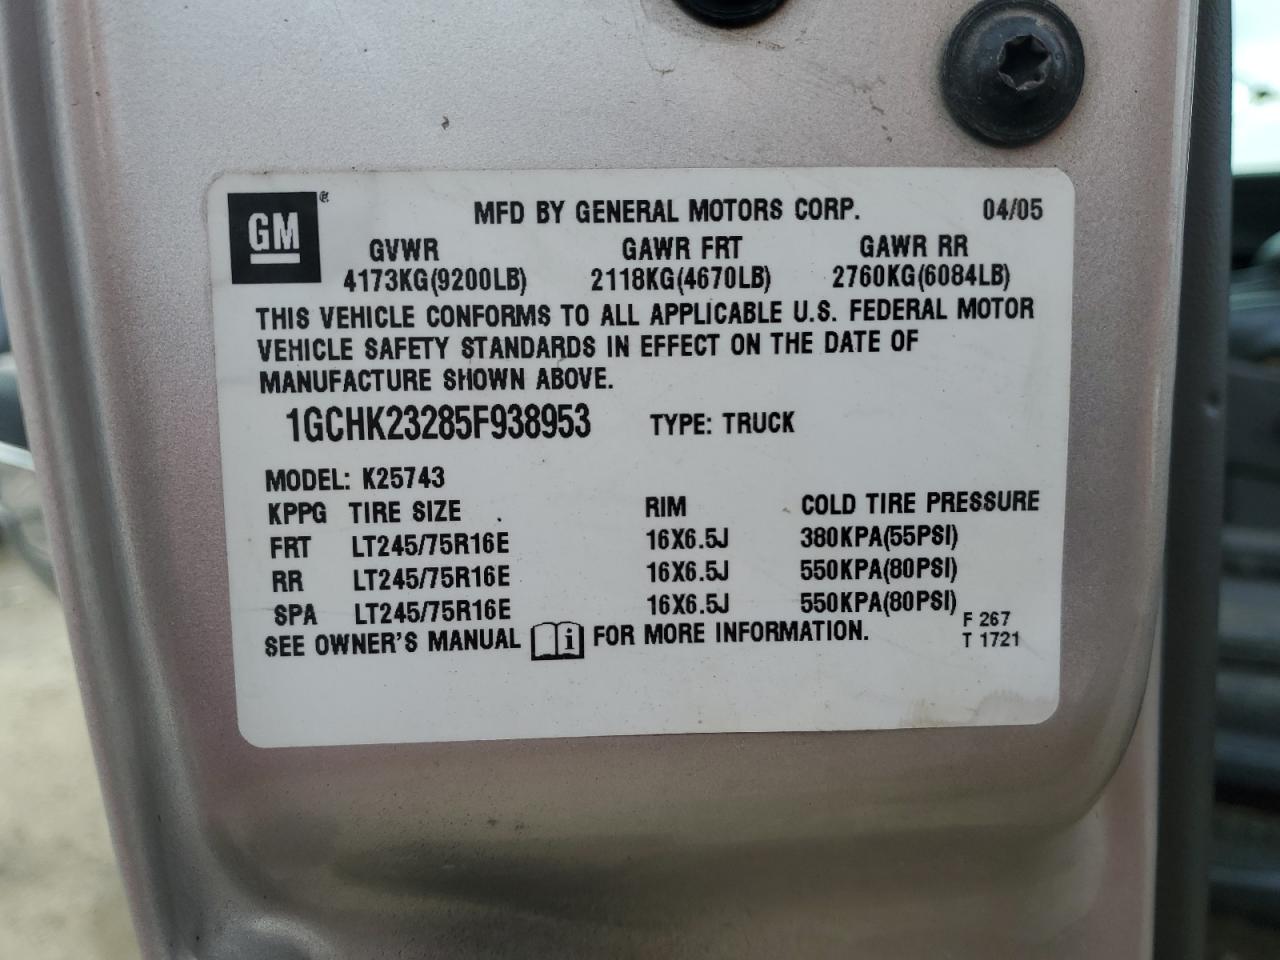 GM®
MFD BY GENERAL MOTORS CORP. 04/05
GVWR GAWR FRT GAWR RR
4173KG(9200LB) 2118KG(4670LB) 2760KG(6084LB)
THIS VEHICLE CONFORMS TO ALL APPLICABLE U.S. FEDERAL MOTOR
VEHICLE SAFETY STANDARDS IN EFFECT ON THE DATE OF
MANUFACTURE SHOWN ABOVE.
1GCHK23285F938953 TYPE: TRUCK
MODEL: K25743
KPPG TIRE SIZE RIM COLD TIRE PRESSURE
FRT LT245/75R16E 16X6.5J 380KPA(55PSI)
RR LT245/75R16E 16X6.5J 550KPA(80PSI)
SPA LT245/75R16E 16X6.5J 550KPA(80PSI)
SEE OWNER'S MANUAL i FOR MORE INFORMATION.
F 267
T 1721